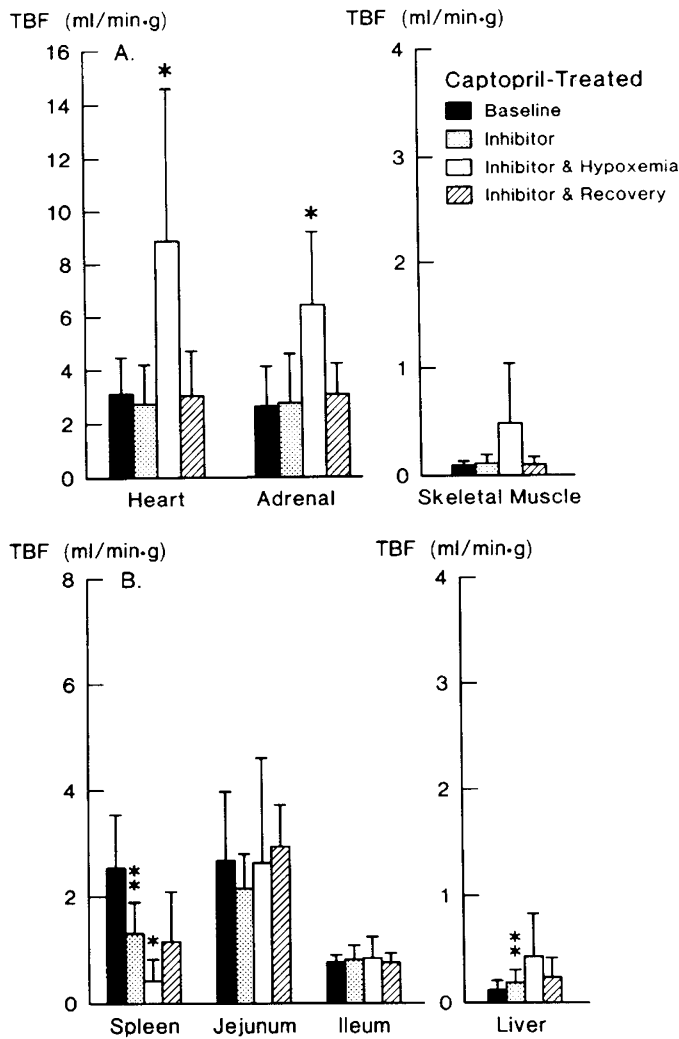 TBF (ml/min•g)
16
14
12
10
8
6
4
2
0
A.
*
*
Heart
Adrenal
TBF (ml/min•g)
4
3
2
1
0
Captopril-Treated
Baseline
Inhibitor
Inhibitor & Hypoxemia
Inhibitor & Recovery
Skeletal Muscle
TBF (ml/min•g)
8
6
4
2
0
B.
**
*
Spleen
Jejunum
Ileum
TBF (ml/min•g)
4
3
2
1
0
**
Liver